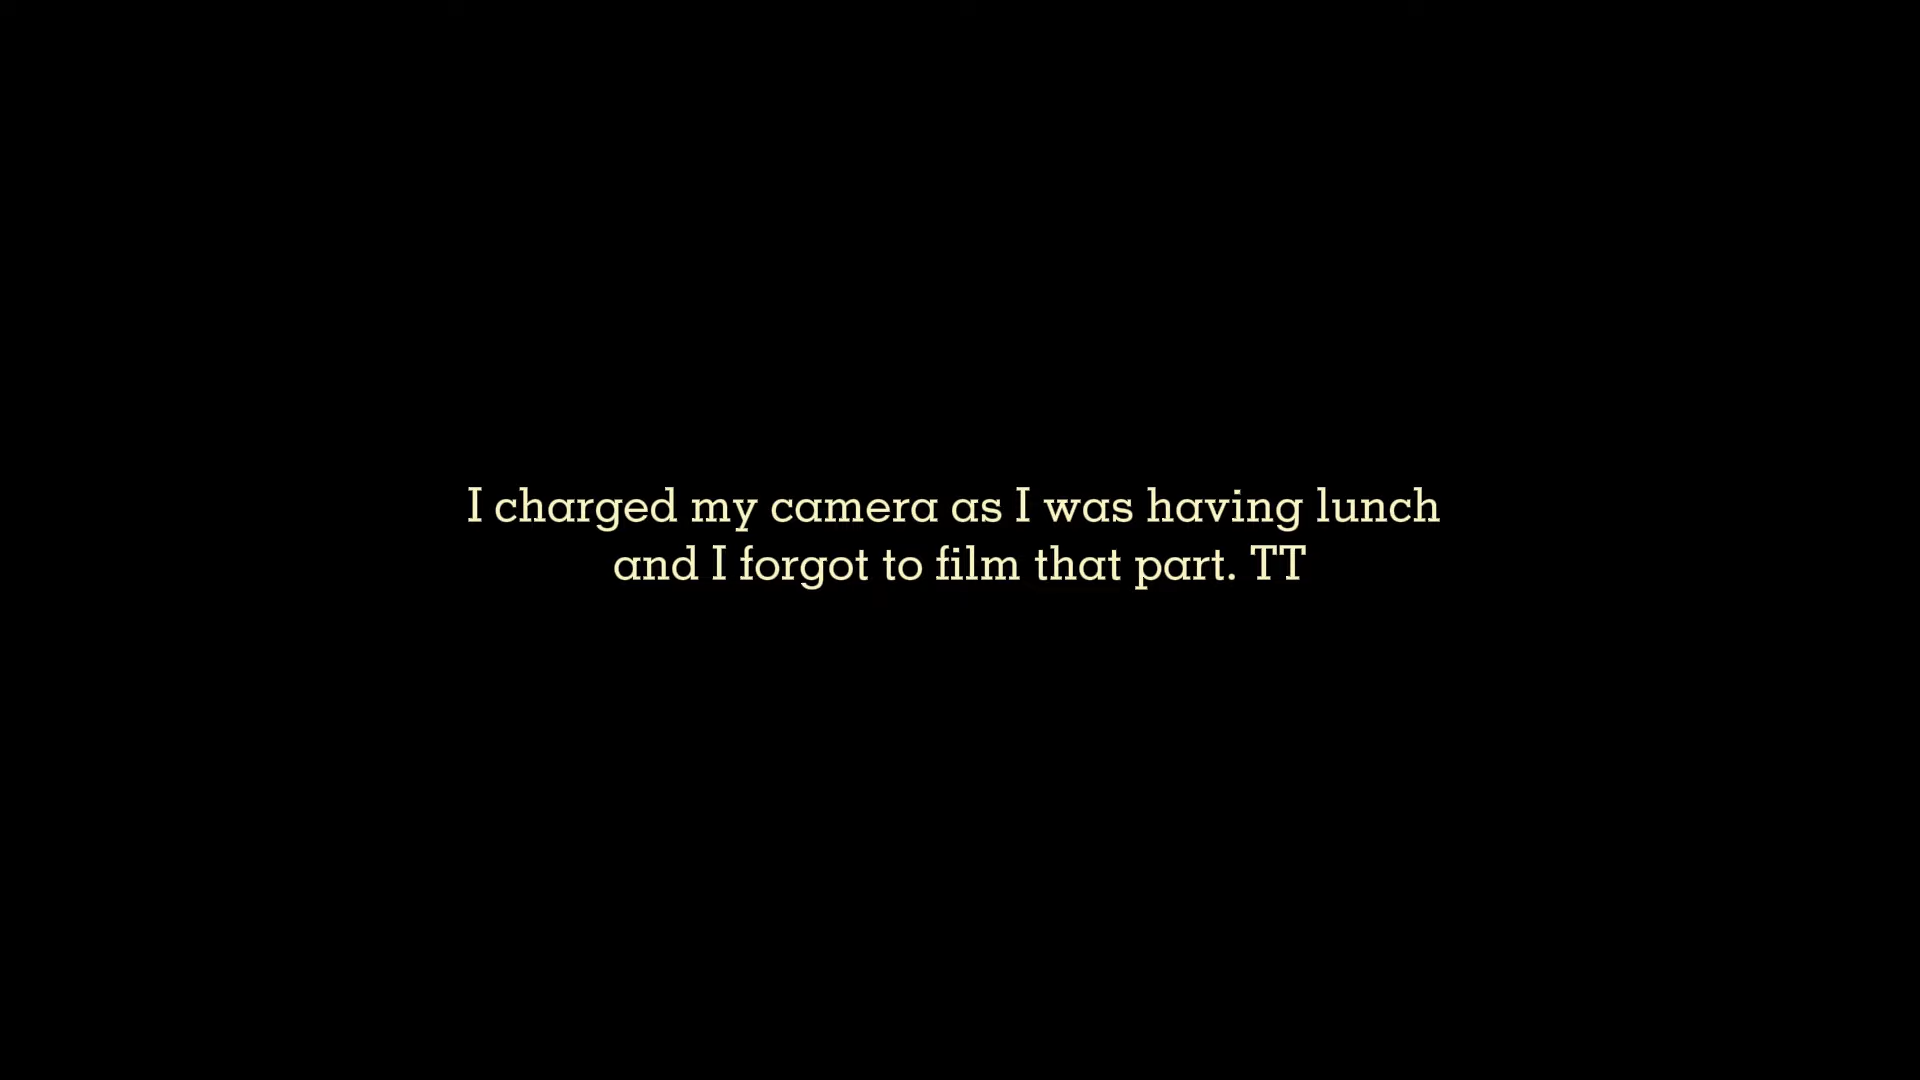 I charged my camera as I was having lunch
and I forgot to film that part. TT